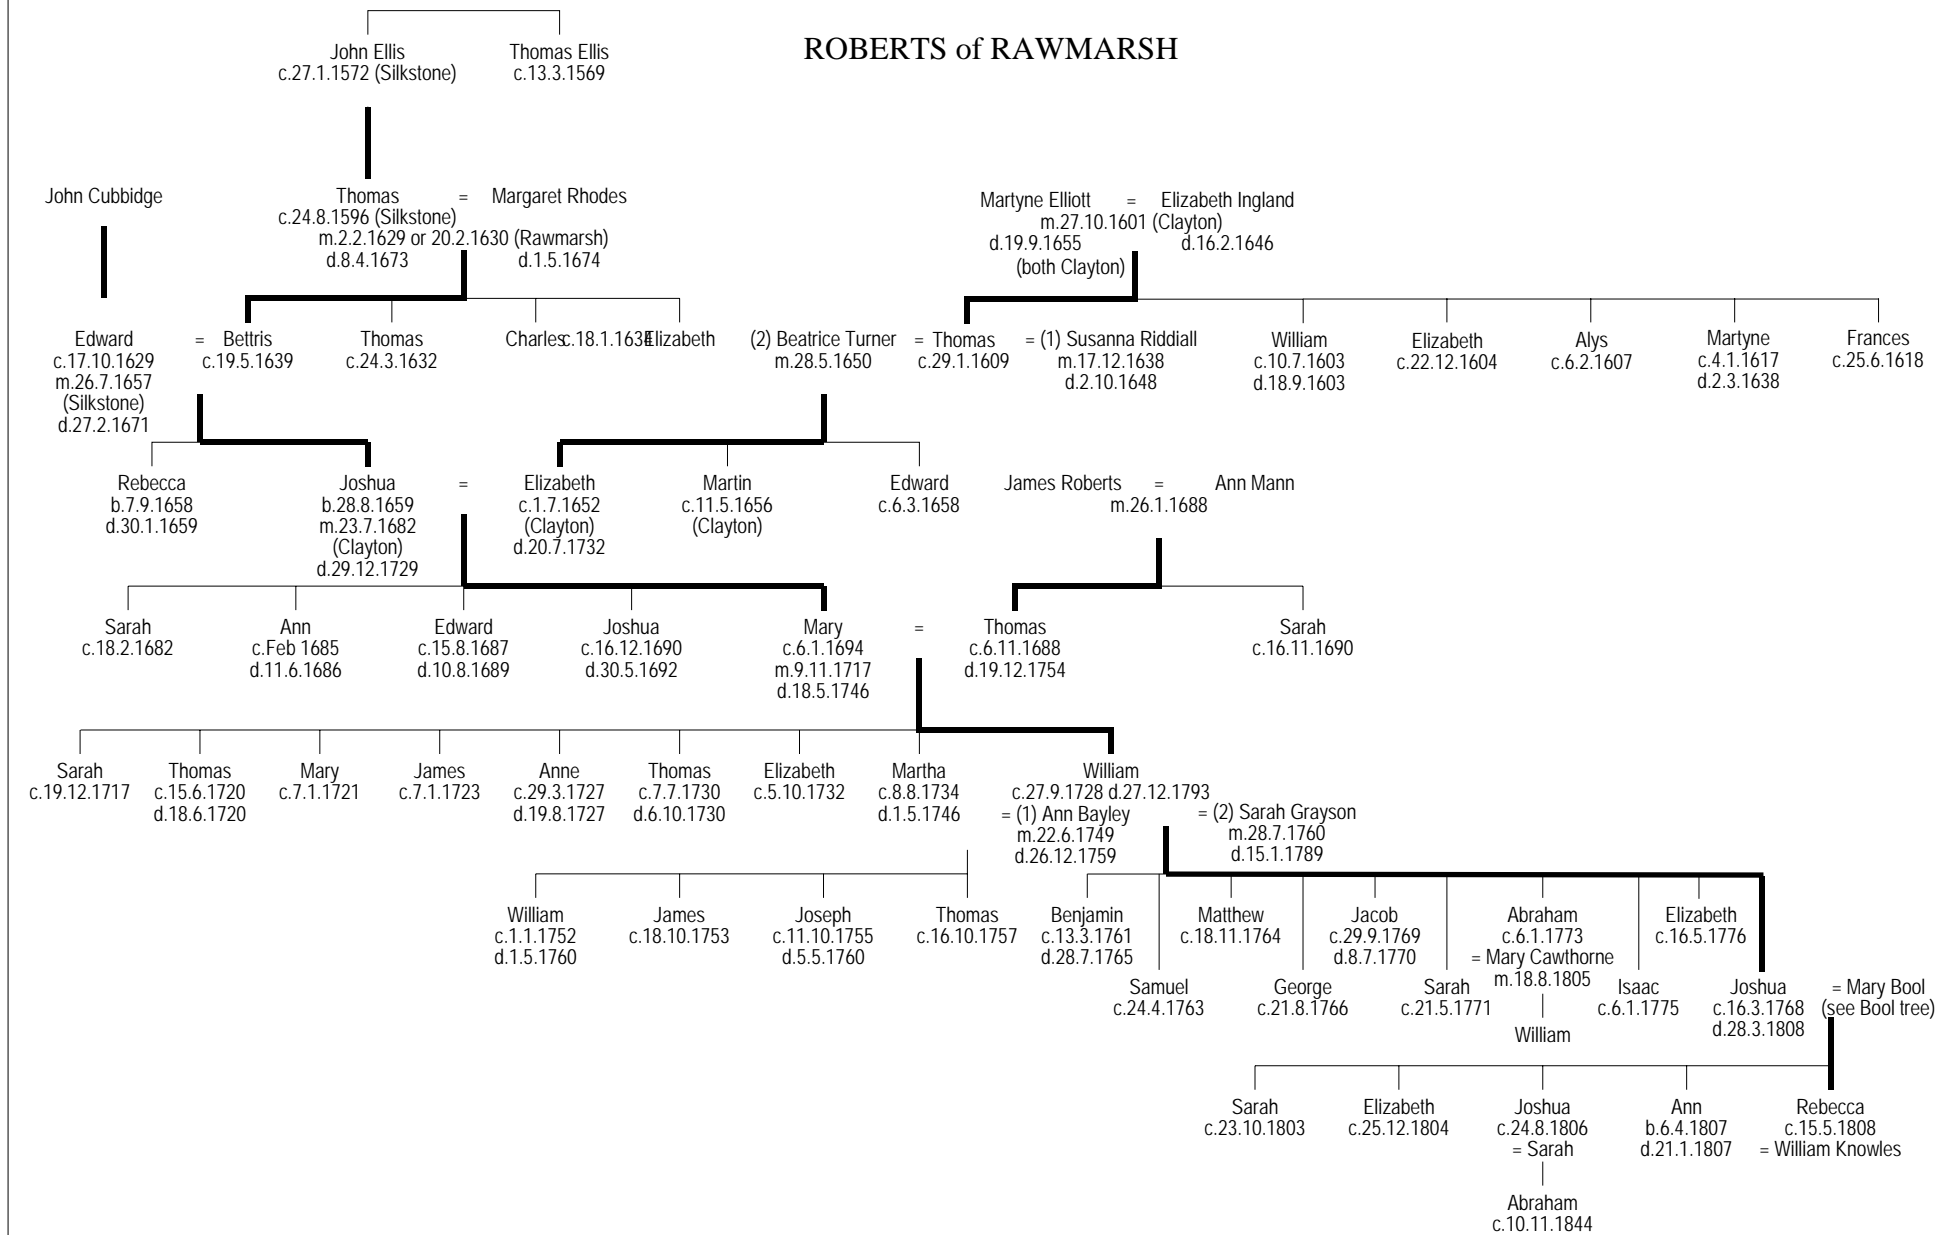 ROBERTS of RAWMARSH
John Ellis
c.27.1.1572 (Silkstone)
Thomas Ellis
c.13.3.1569
John Cubbidge
Thomas = Margaret Rhodes
c.24.8.1596 (Silkstone)
m.2.2.1629 or 20.2.1630 (Rawmarsh)
d.8.4.1673 d.1.5.1674
Martyne Elliott = Elizabeth Ingland
m.27.10.1601 (Clayton)
d.19.9.1655 d.16.2.1646
(both Clayton)
Edward
c.17.10.1629
m.26.7.1657
(Silkstone)
d.27.2.1671
= Bettris
c.19.5.1639
Thomas
c.24.3.1632
Charles
c.18.1.1634
Elizabeth
(2) Beatrice Turner
m.28.5.1650
= Thomas
c.29.1.1609
= (1) Susanna Riddiall
m.17.12.1638
d.2.10.1648
William
c.10.7.1603
d.18.9.1603
Elizabeth
c.22.12.1604
Alys
c.6.2.1607
Martyne
c.4.1.1617
d.2.3.1638
Frances
c.25.6.1618
Rebecca
b.7.9.1658
d.30.1.1659
Joshua
b.28.8.1659
m.23.7.1682
(Clayton)
d.29.12.1729
=
Elizabeth
c.1.7.1652
(Clayton)
d.20.7.1732
Martin
c.11.5.1656
(Clayton)
Edward
c.6.3.1658
James Roberts = Ann Mann
m.26.1.1688
Sarah
c.18.2.1682
Ann
c.Feb 1685
d.11.6.1686
Edward
c.15.8.1687
d.10.8.1689
Joshua
c.16.12.1690
d.30.5.1692
Mary
c.6.1.1694
m.9.11.1717
d.18.5.1746
=
Thomas
c.6.11.1688
d.19.12.1754
Sarah
c.16.11.1690
Sarah
c.19.12.1717
Thomas
c.15.6.1720
d.18.6.1720
Mary
c.7.1.1721
James
c.7.1.1723
Anne
c.29.3.1727
d.19.8.1727
Thomas
c.7.7.1730
d.6.10.1730
Elizabeth
c.5.10.1732
Martha
c.8.8.1734
d.1.5.1746
William
c.27.9.1728 d.27.12.1793
= (1) Ann Bayley
m.22.6.1749
d.26.12.1759
= (2) Sarah Grayson
m.28.7.1760
d.15.1.1789
William
c.1.1.1752
d.1.5.1760
James
c.18.10.1753
Joseph
c.11.10.1755
d.5.5.1760
Thomas
c.16.10.1757
Benjamin
c.13.3.1761
d.28.7.1765
Matthew
c.18.11.1764
Jacob
c.29.9.1769
d.8.7.1770
Abraham
c.6.1.1773
= Mary Cawthorne
m.18.8.1805
Elizabeth
c.16.5.1776
Samuel
c.24.4.1763
George
c.21.8.1766
Sarah
c.21.5.1771
William
Isaac
c.6.1.1775
Joshua
c.16.3.1768
d.28.3.1808
= Mary Bool
(see Bool tree)
Sarah
c.23.10.1803
Elizabeth
c.25.12.1804
Joshua
c.24.8.1806
= Sarah
Ann
b.6.4.1807
d.21.1.1807
Rebecca
c.15.5.1808
= William Knowles
Abraham
c.10.11.1844